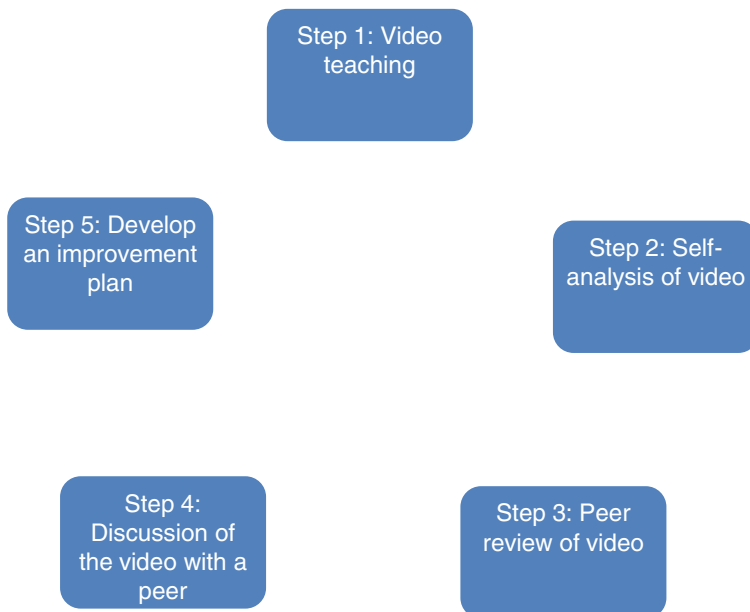 Step 1: Video
teaching
Step 2: Self-
analysis of video
Step 3: Peer
review of video
Step 4:
Discussion of
the video with a
peer
Step 5: Develop
an improvement
plan